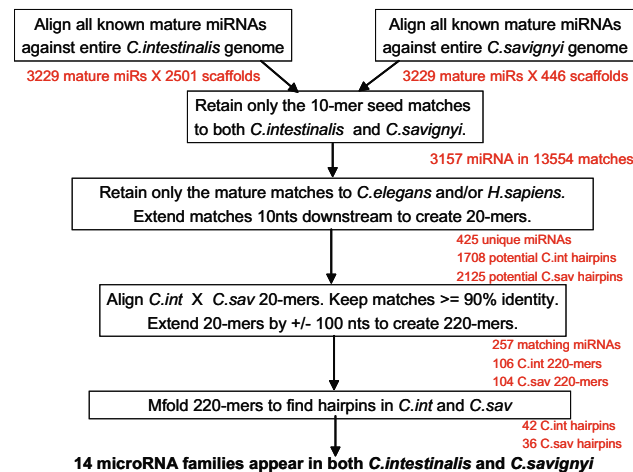 Align all known mature miRNAs
against entire C.intestinalis
genome
Align all known mature miRNAs
against entire C.savignyi genome
3229 mature miRs X 2501 scaffolds
3229 mature miRs X 446 scaffolds
Retain only the 10-mer seed matches
to both C.intestinalis and C.savignyi.
3157 miRNA in 13554 matches
Retain only the mature matches to C.elegans and/or H.sapiens.
Extend matches 10nts downstream to create 20-mers.
425 unique miRNAs
1708 potential C.int hairpins
2125 potential C.sav hairpins
Align C.int X C.sav 20-mers. Keep matches >= 90% identity.
Extend 20-mers by +/- 100 nts to create 220-mers.
257 matching miRNAs
106 C.int 220-mers
104 C.sav 220-mers
Mfold 220-mers to find hairpins in C.int and C.sav
42 C.int hairpins
36 C.sav hairpins
14 microRNA families appear in both C.intestinalis and C.savignyi